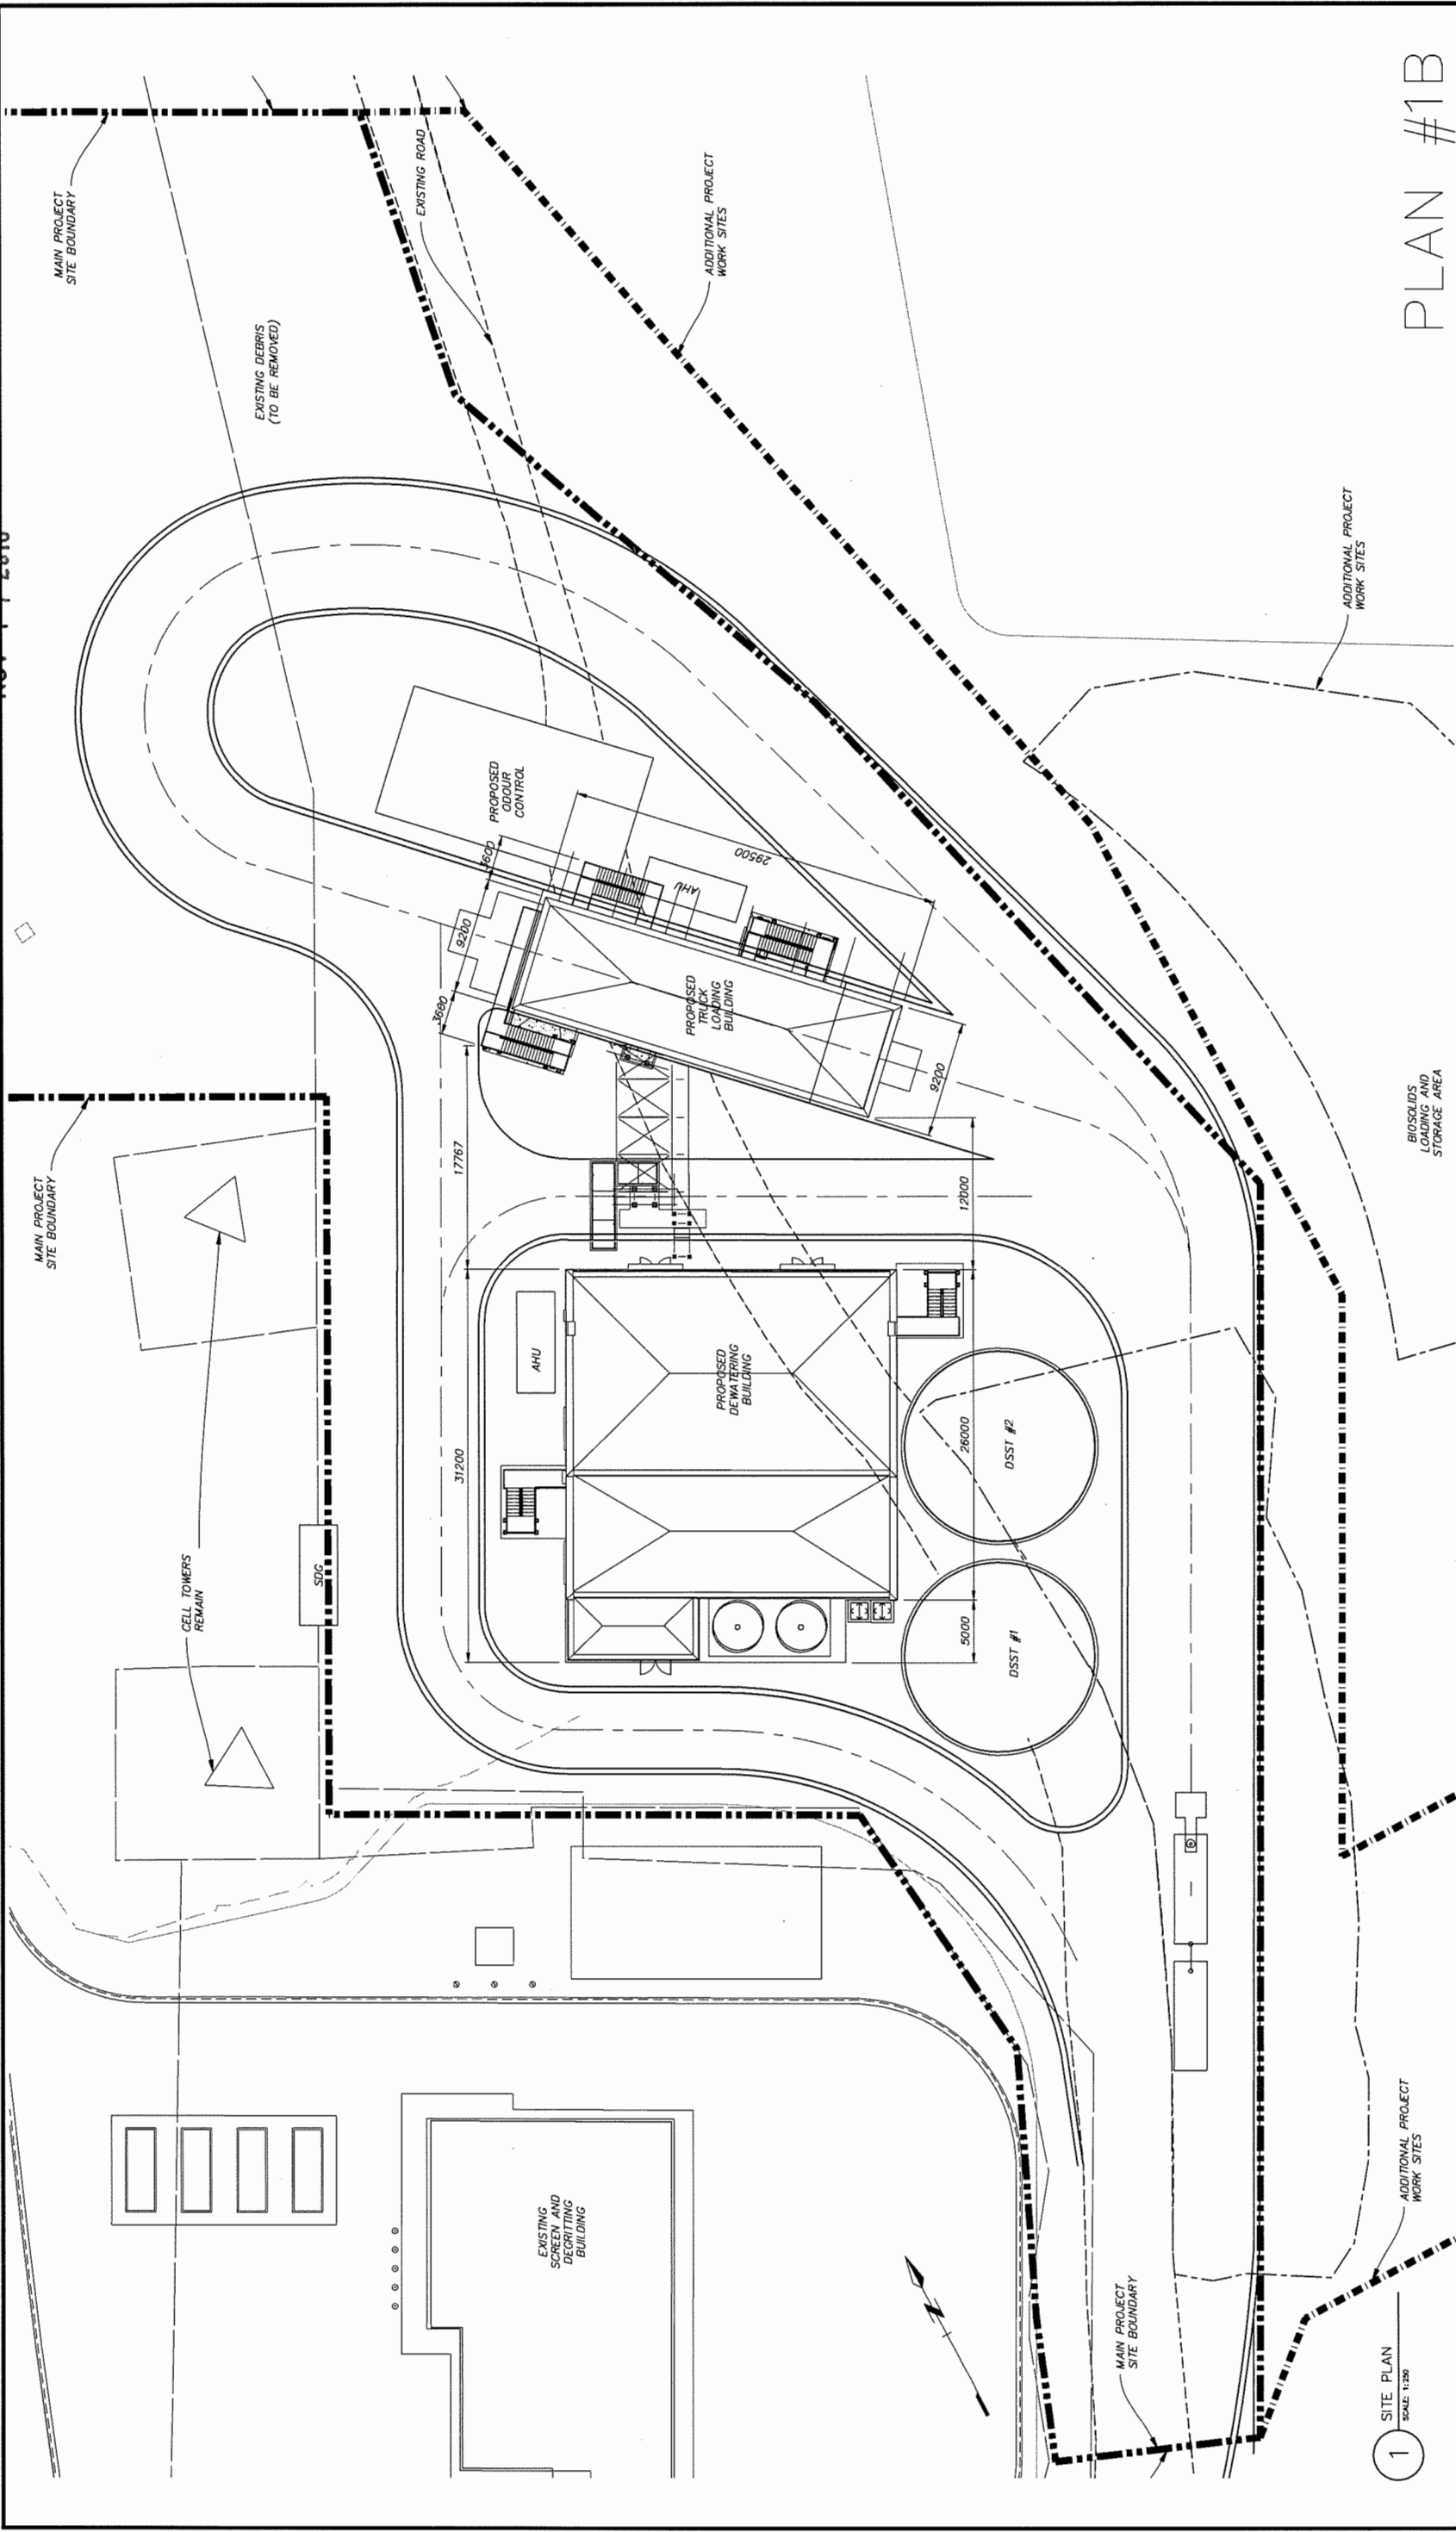 PLAN #1B
MAIN PROJECT
SITE BOUNDARY
EXISTING DEBRIS
(TO BE REMOVED)
EXISTING ROAD
ADDITIONAL PROJECT
WORK SITES
ADDITIONAL PROJECT
WORK SITES
PROPOSED
ODOUR
CONTROL
3600
9200
3600
29500
AHU
PROPOSED
TRUCK
LOADING
BUILDING
9200
MAIN PROJECT
SITE BOUNDARY
17767
12000
BIOSOLIDS
LOADING AND
STORAGE AREA
AHU
PROPOSED
DEWATERING
BUILDING
31200
26000
DSST #2
CELL TOWERS
REMAIN
SDG
5000
DSST #1
EXISTING
SCREEN AND
DEGRITTING
BUILDING
N
MAIN PROJECT
SITE BOUNDARY
ADDITIONAL PROJECT
WORK SITES
1
SITE PLAN
SCALE: 1:250